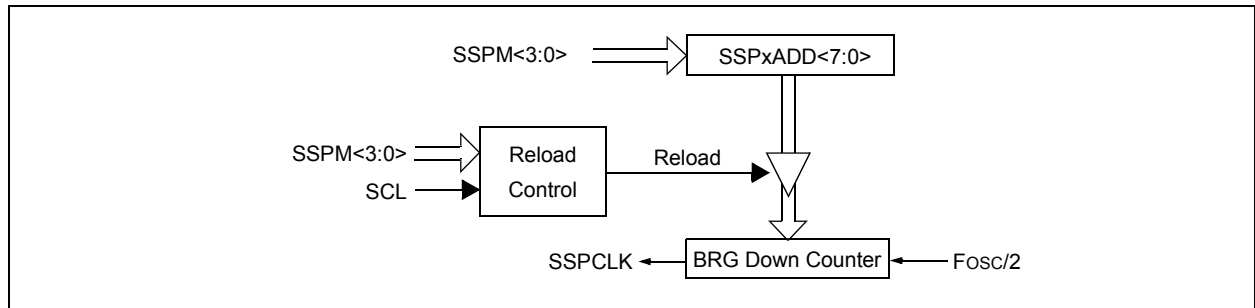 SSPM<3:0>
SSPxADD<7:0>
SSPM<3:0>
SCL
Reload
Control
Reload
SSPCLK
BRG Down Counter
FOSC/2